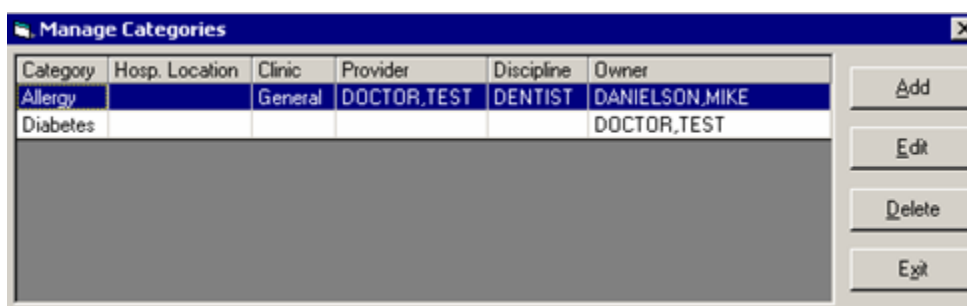 Manage Categories
Category Hosp. Location Clinic Provider Discipline Owner
Allergy General DOCTOR,TEST DENTIST DANIELSON,MIKE
Diabetes DOCTOR,TEST
Add
Edit
Delete
Exit